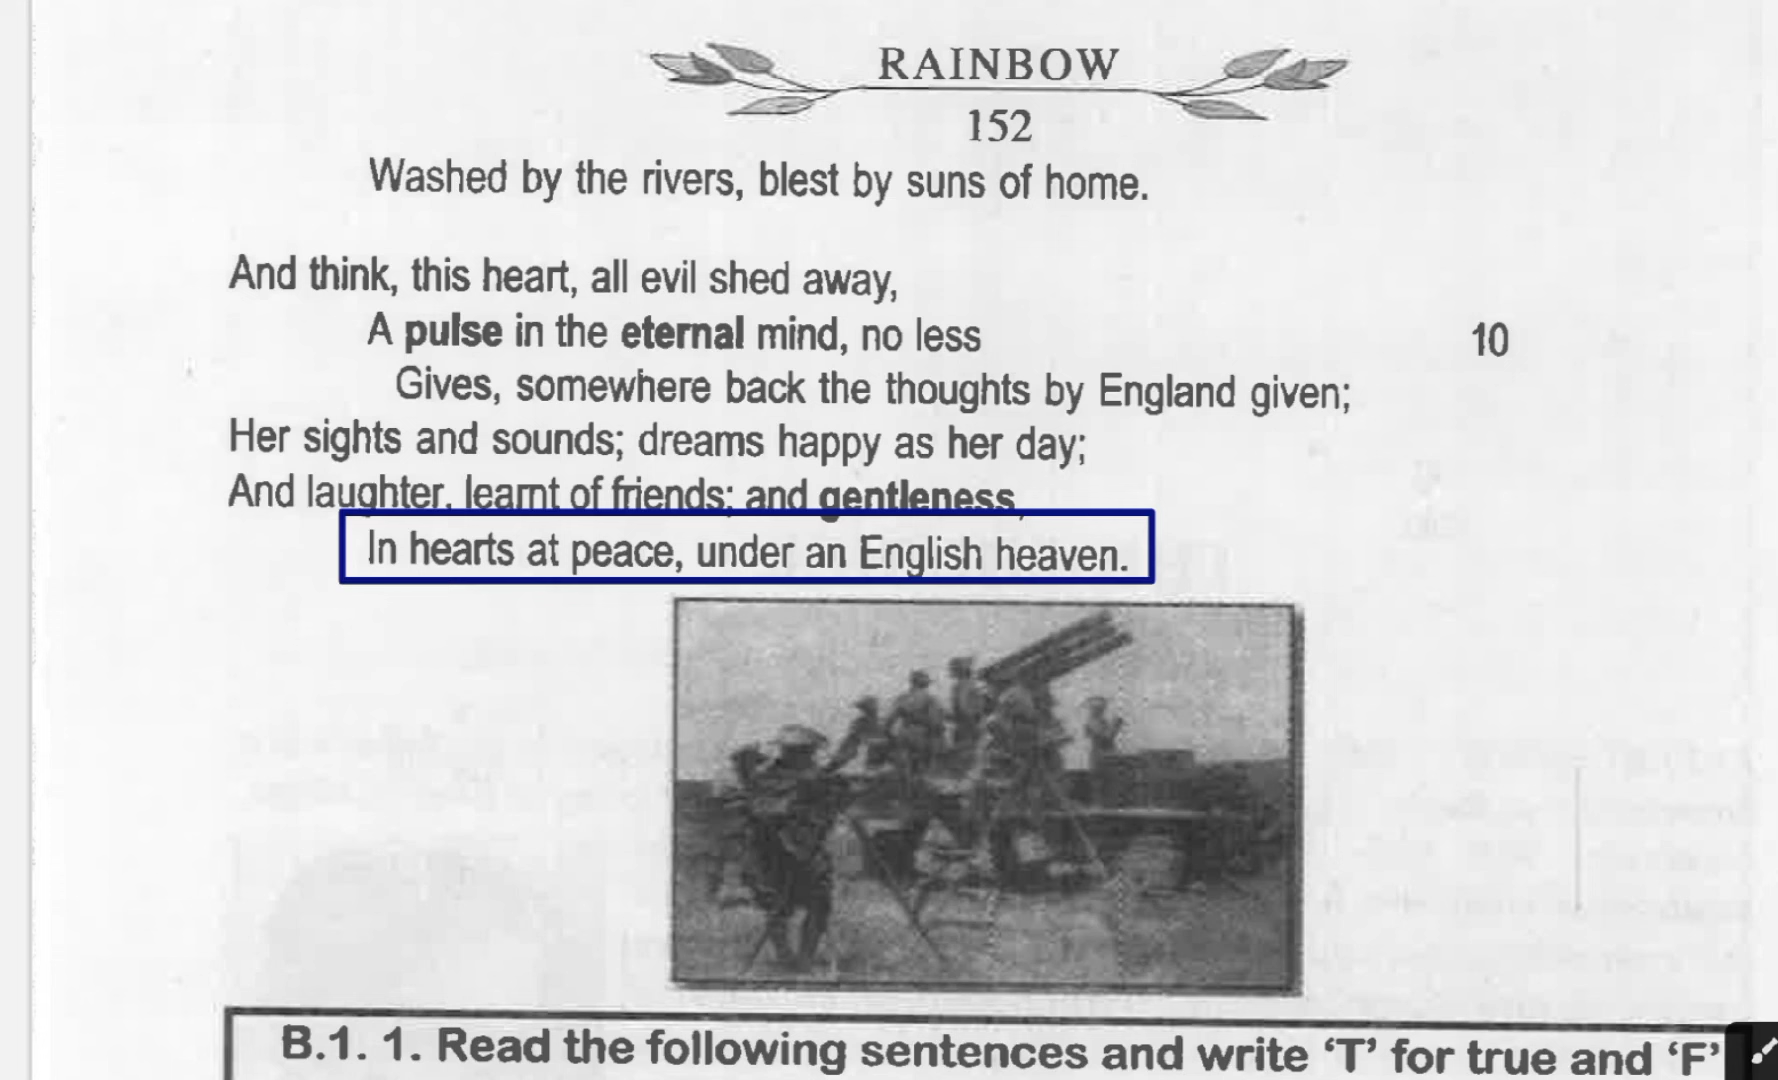 RAINBOW
152
Washed by the rivers, blest by suns of home.
And think, this heart, all evil shed away,
A pulse in the eternal mind, no less
10
Gives, somewhere back the thoughts by England given;
Her sights and sounds; dreams happy as her day;
And laughter, learnt of friends; and gentleness,
In hearts at peace, under an English heaven.
B.1. 1. Read the following sentences and write ‘T’ for true and ‘F’